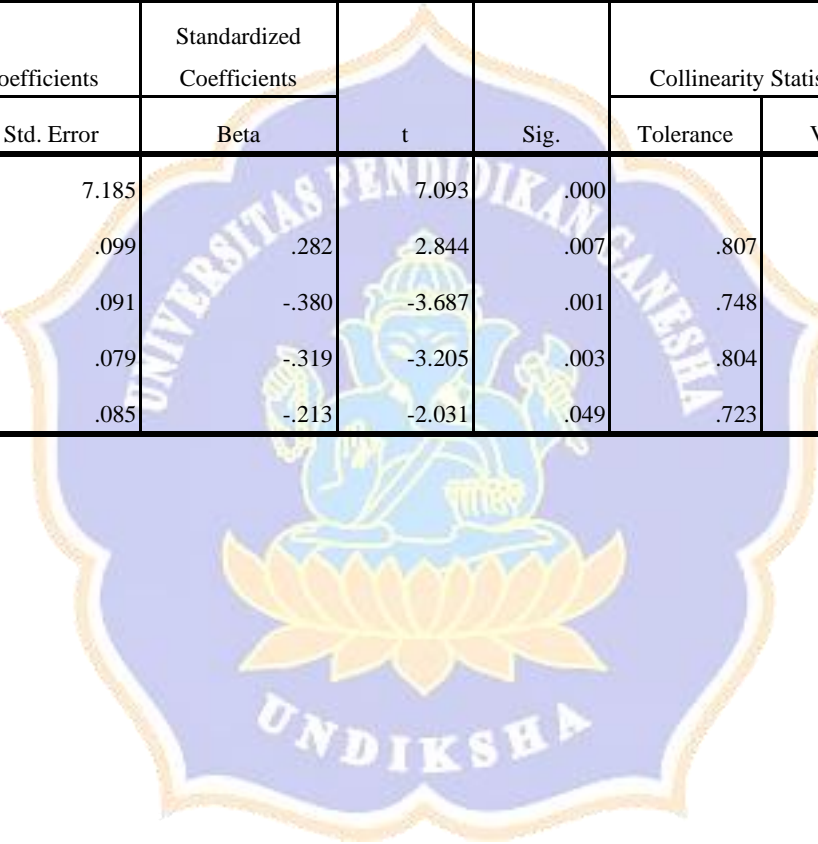 Standardized
oefficients Coefficients Collinearity Statis
Std. Error Beta t Sig. Tolerance V
7.185 7.093 .000
.099 .282 2.844 .007 .807
.091 -.380 -3.687 .001 .748
.079 -.319 -3.205 .003 .804
.085 -.213 -2.031 .049 .723
UNIVERSITAS PENDIDIKAN GANESHA
UNDIKSHA